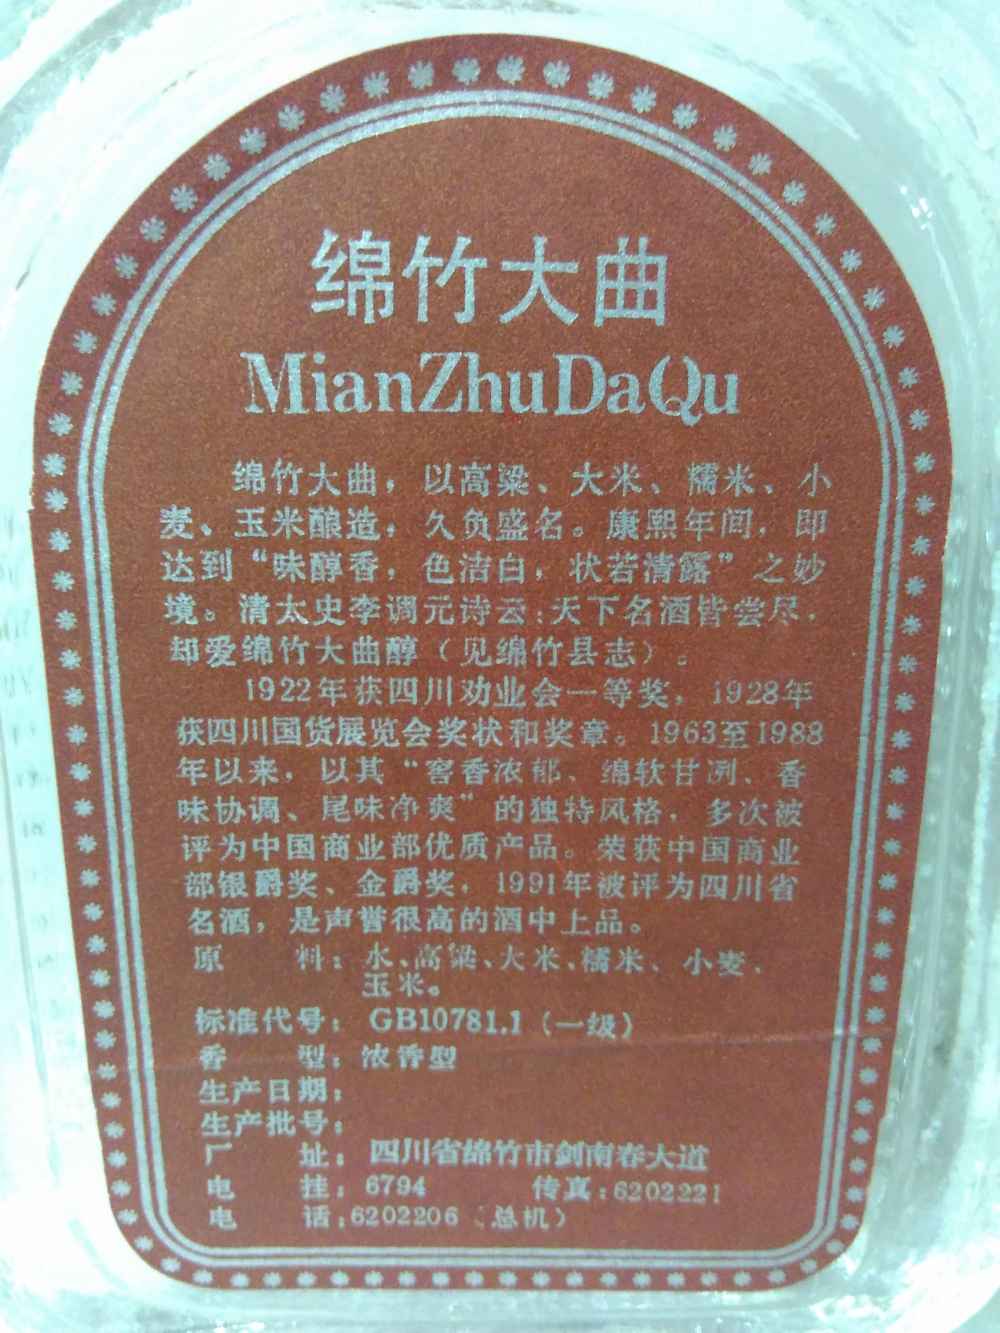 绵竹大曲
MianZhuDaQu
绵竹大曲，以高粱、大米、糯米、小
麦、玉米酿造，久负盛名。康熙年间，即
达到“味醇香，色洁白，状若清露”之妙
境。清太史李调元诗云：天下名酒皆尝尽，
却爱绵竹大曲醇（见绵竹县志）。
1922年获四川劝业会一等奖，1928年
获四川国货展览会奖状和奖章。1963至1988
年以来，以其“窖香浓郁、绵软甘冽、香
味协调、尾味净爽”的独特风格，多次被
评为中国商业部优质产品。荣获中国商业
部银爵奖、金爵奖，1991年被评为四川省
名酒，是声誉很高的酒中上品。
原料：水、高粱、大米、糯米、小麦、
玉米。
标准代号：GB10781.1（一级）
香型：浓香型
生产日期：
生产批号：
厂址：四川省绵竹市剑南春大道
电挂：6794 传真：6202221
电话：6202206（总机）